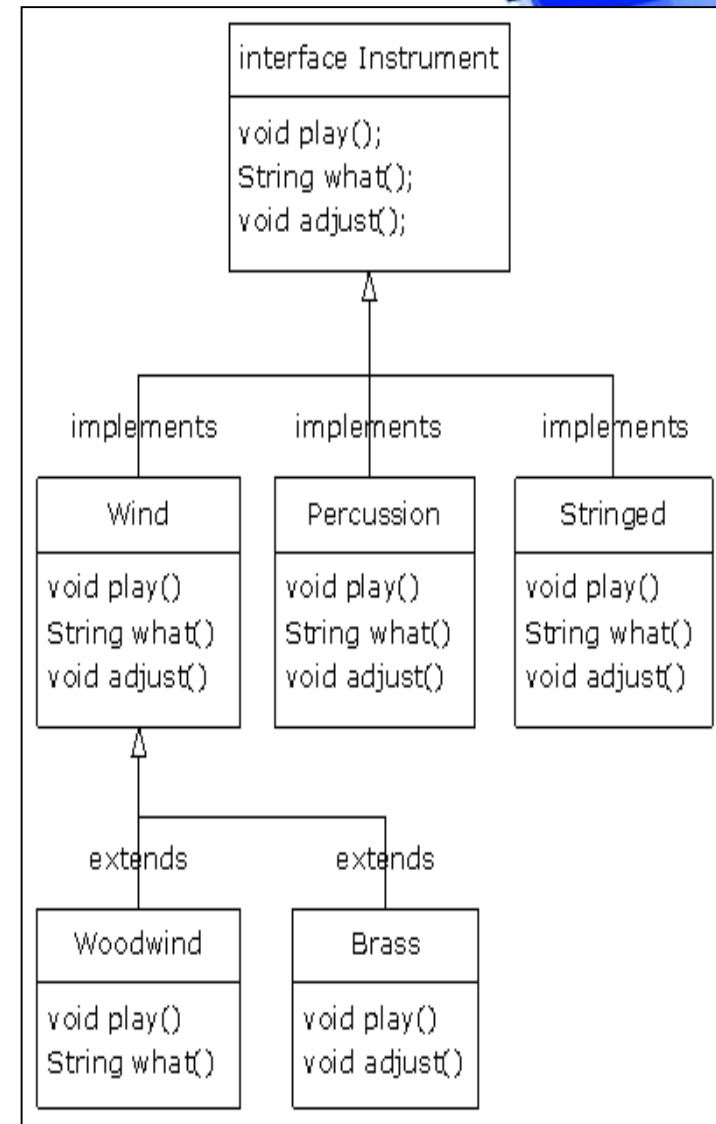 interface Instrument
void play();
String what();
void adjust();
implements
implements
implements
Wind
void play()
String what()
void adjust()
Percussion
void play()
String what()
void adjust()
Stringed
void play()
String what()
void adjust()
extends
extends
Woodwind
void play()
String what()
Brass
void play()
void adjust()